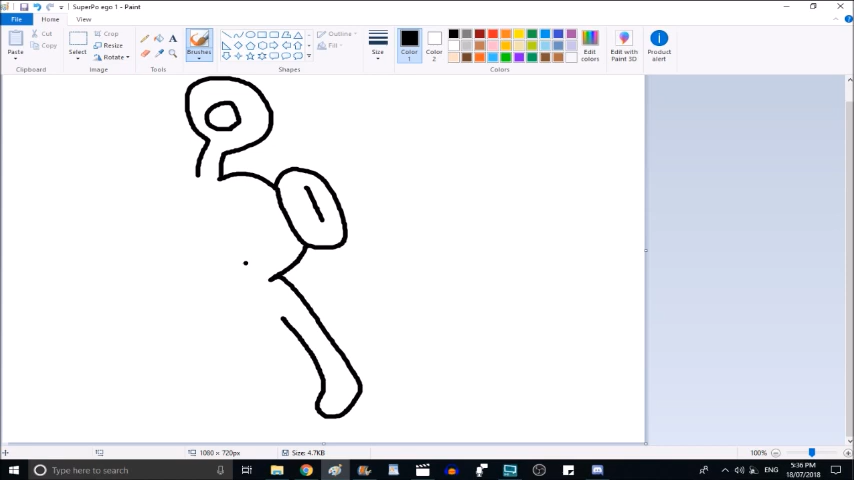 SuperPo ego 1 - Paint
File Home View
Paste
Cut
Copy
Clipboard
Select
Crop
Resize
Rotate
Image
Tools
Brushes
Outline
Fill
Shapes
Size
Color
1
Color
2
Edit
colors
Colors
Edit with
Paint 3D
Product
alert
1080 × 720px
Size: 4.7KB
100%
Type here to search
ENG
5:36 PM
18/07/2018